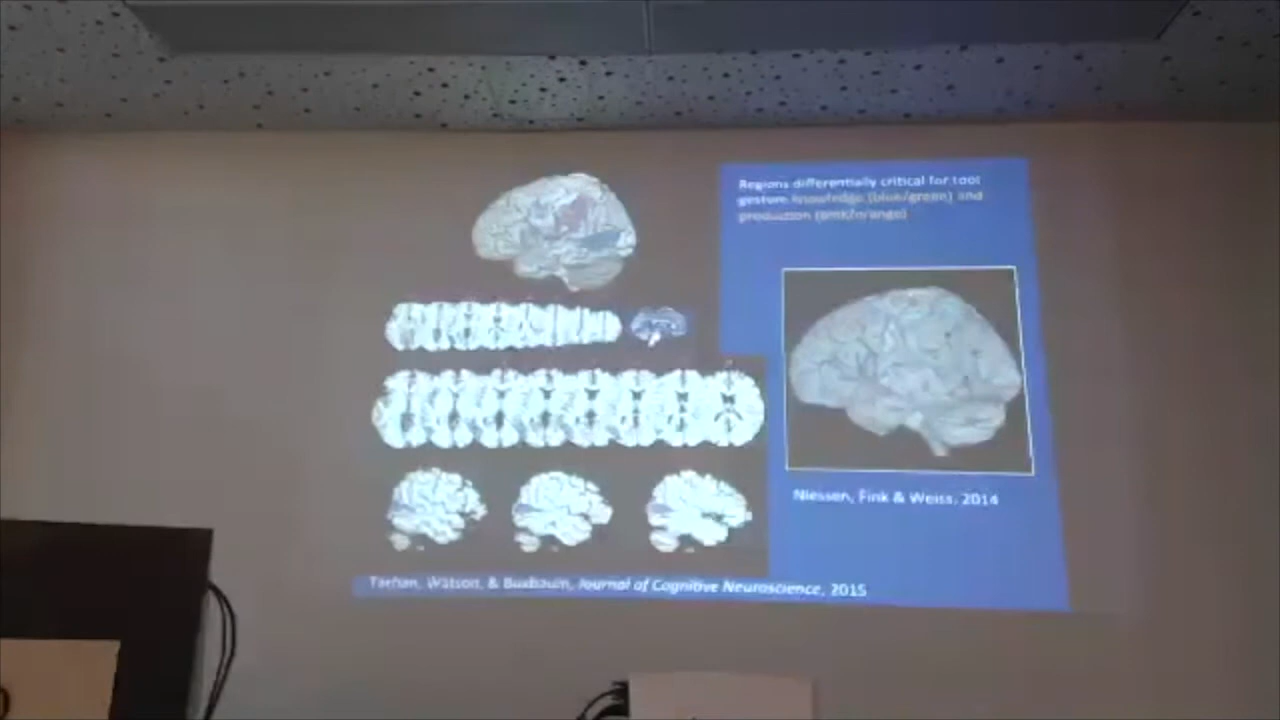 Regions differentially critical for tool
gesture knowledge (blue/green) and
production (pink/orange)
Niessen, Fink & Weiss, 2014
Tarhan, Watson, & Buxbaum, Journal of Cognitive Neuroscience, 2015